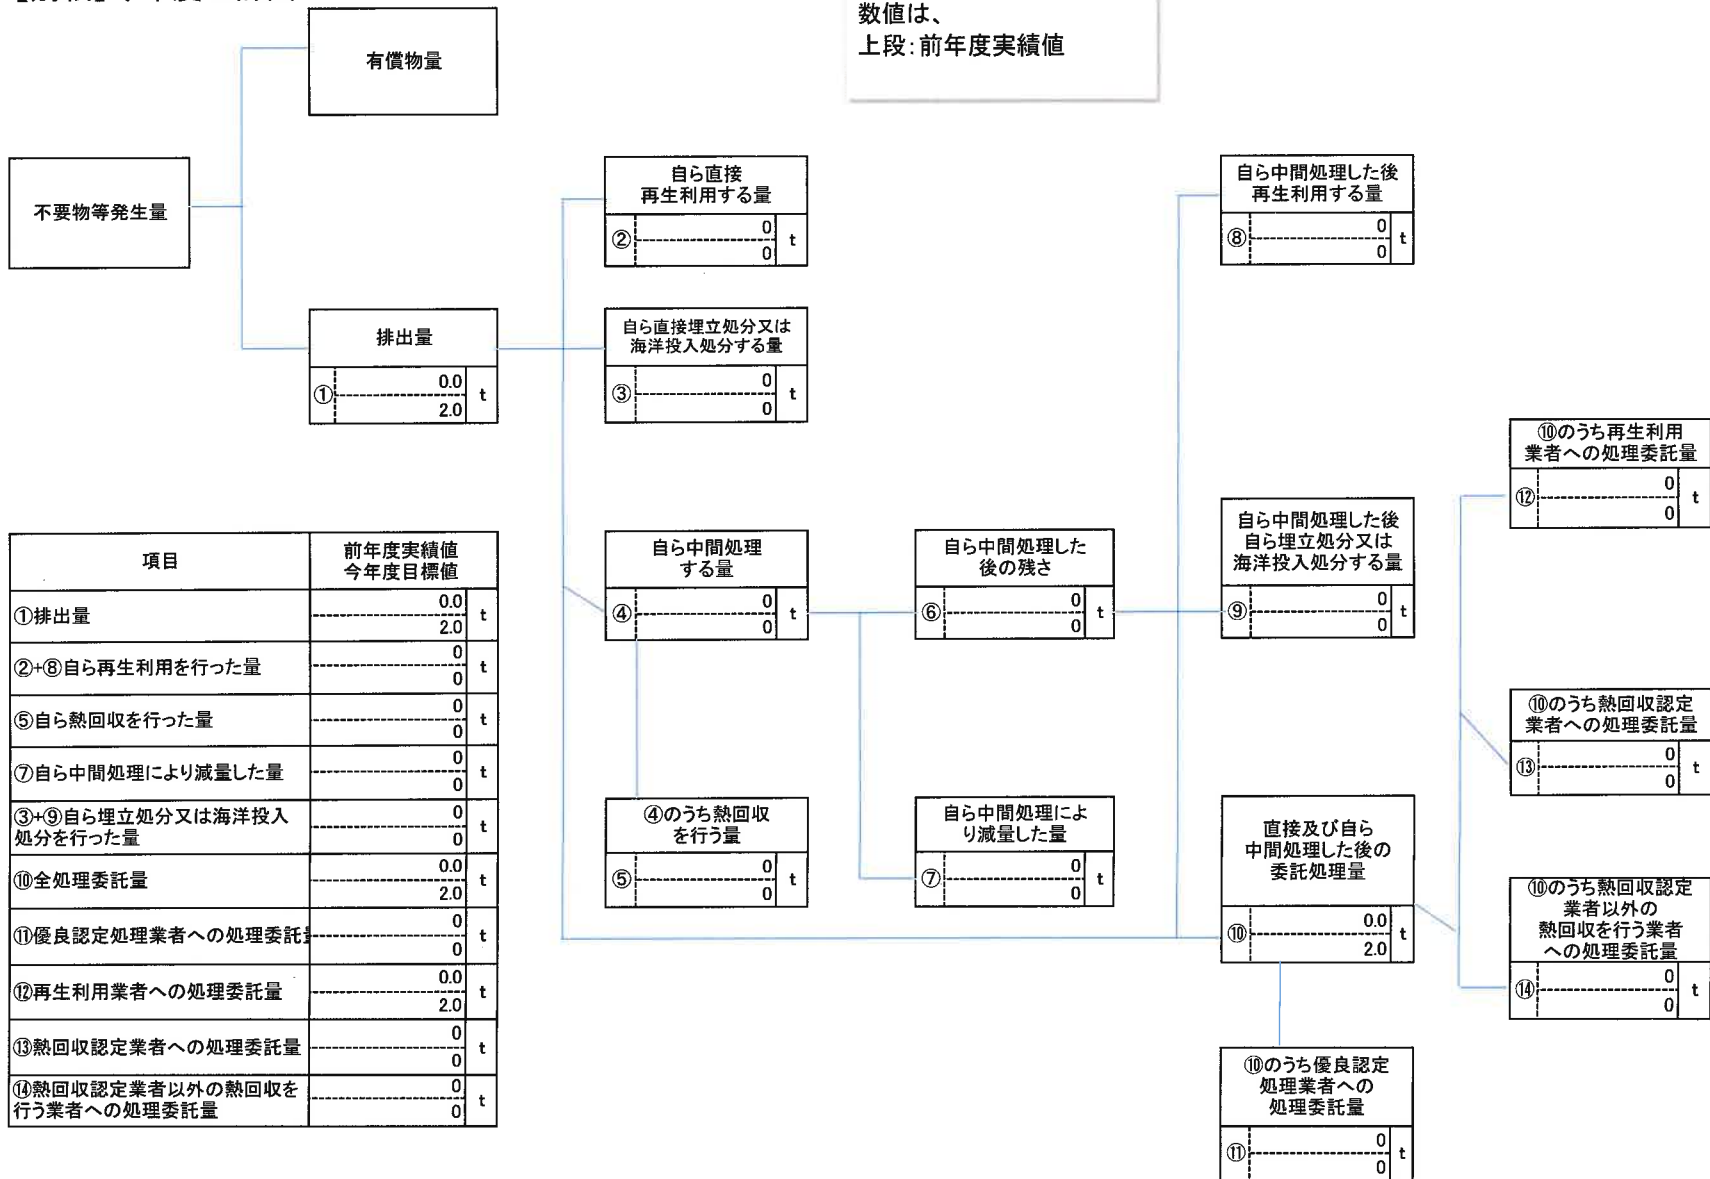 数値は、
上段:前年度実績値
有償物量
不要物等発生量
排出量
① 0.0 t
2.0
自ら直接
再生利用する量
② 0 t
0
自ら直接埋立処分又は
海洋投入処分する量
③ 0 t
0
自ら中間処理
する量
④ 0 t
0
④のうち熱回収
を行う量
⑤ 0 t
0
自ら中間処理した
後の残さ
⑥ 0 t
0
自ら中間処理によ
り減量した量
⑦ 0 t
0
自ら中間処理した後
再生利用する量
⑧ 0 t
0
自ら中間処理した後
自ら埋立処分又は
海洋投入処分する量
⑨ 0 t
0
直接及び自ら
中間処理した後の
委託処理量
⑩ 0.0 t
2.0
⑩のうち優良認定
処理業者への
処理委託量
⑪ 0 t
0
⑩のうち再生利用
業者への処理委託量
⑫ 0 t
0
⑩のうち熱回収認定
業者への処理委託量
⑬ 0 t
0
⑩のうち熱回収認定
業者以外の
熱回収を行う業者
への処理委託量
⑭ 0 t
0
項目 前年度実績値
今年度目標値
①排出量 0.0 t
2.0
②+⑧自ら再生利用を行った量 0 t
0
⑤自ら熱回収を行った量 0 t
0
⑦自ら中間処理により減量した量 0 t
0
③+⑨自ら埋立処分又は海洋投入 0 t
処分を行った量 0
⑩全処理委託量 0.0 t
2.0
⑪優良認定処理業者への処理委託 0 t
0
⑫再生利用業者への処理委託量 0.0 t
2.0
⑬熱回収認定業者への処理委託量 0 t
0
⑭熱回収認定業者以外の熱回収を 0 t
行う業者への処理委託量 0